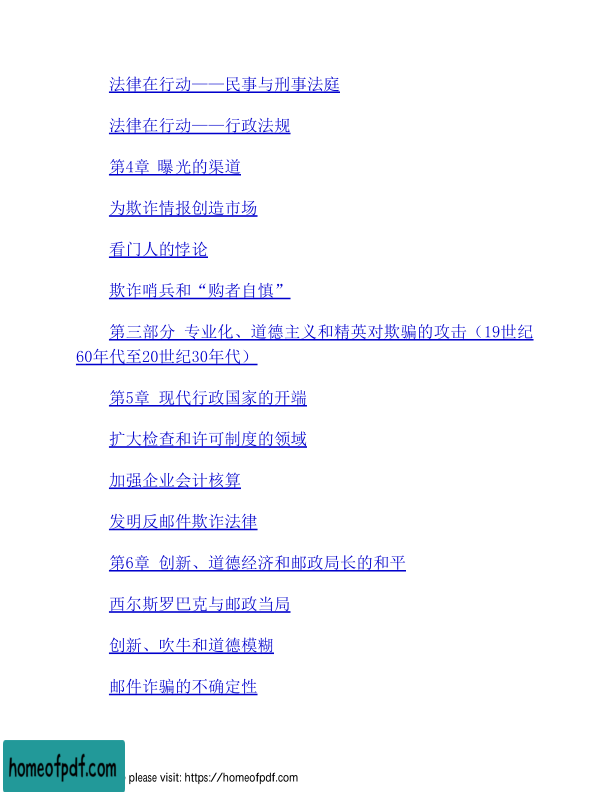 法律在行动——民事与刑事法庭
法律在行动——行政法规
第4章 曝光的渠道
为欺诈情报创造市场
看门人的悖论
欺诈哨兵和“购者自慎”
第三部分 专业化、道德主义和精英对欺骗的攻击（19世纪
60年代至20世纪30年代）
第5章 现代行政国家的开端
扩大检查和许可制度的领域
加强企业会计核算
发明反邮件欺诈法律
第6章 创新、道德经济和邮政局长的和平
西尔斯罗巴克与邮政当局
创新、吹牛和道德模糊
邮件诈骗的不确定性
homeofpdf.com
please visit: https://homeofpdf.com